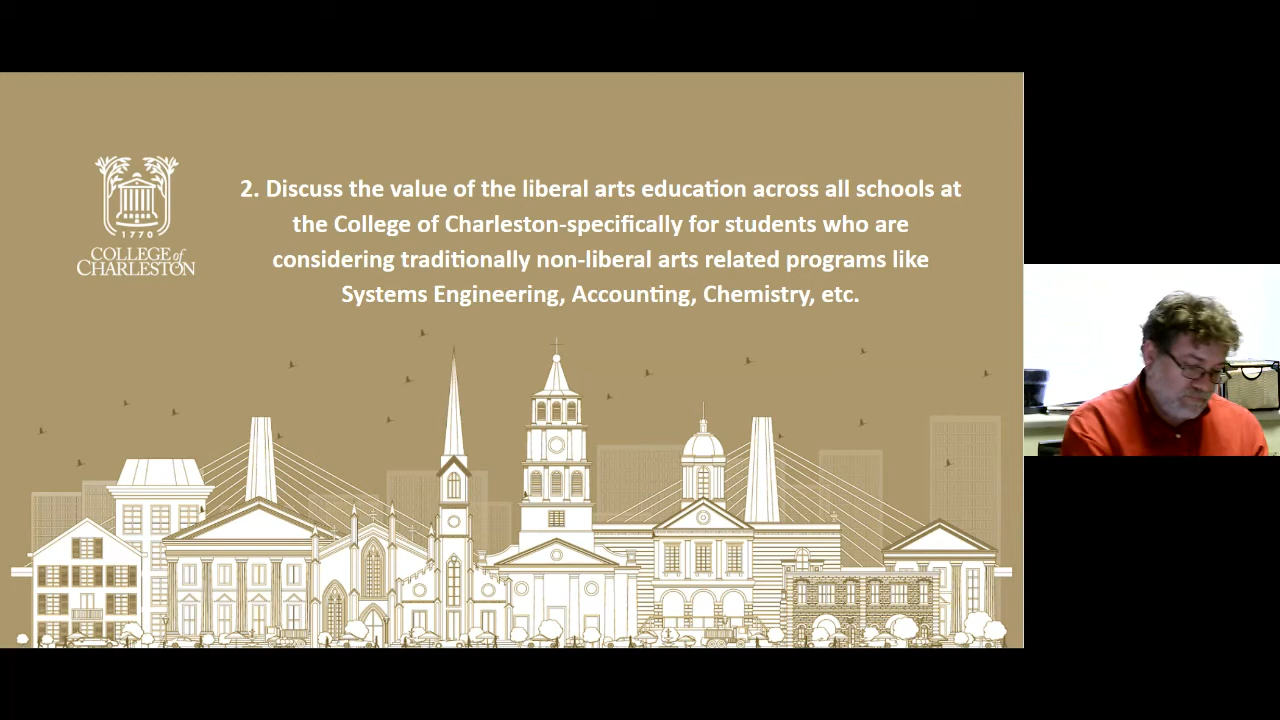 1770
COLLEGE of
CHARLESTON
2. Discuss the value of the liberal arts education across all schools at
the College of Charleston-specifically for students who are
considering traditionally non-liberal arts related programs like
Systems Engineering, Accounting, Chemistry, etc.